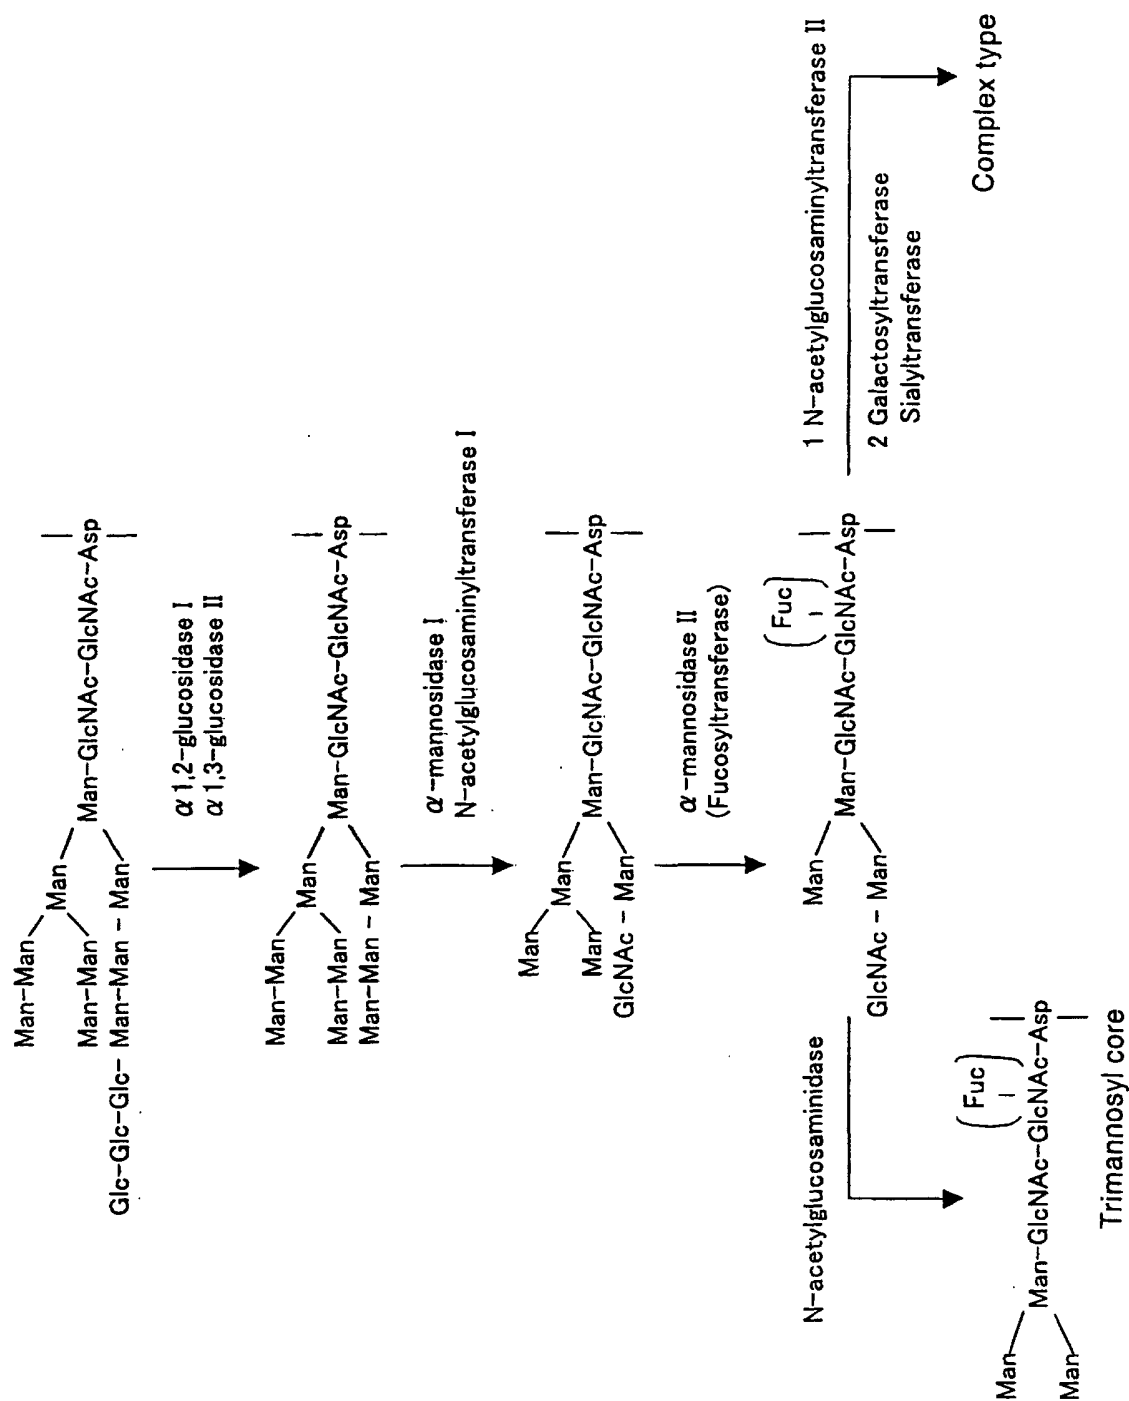 Man-Man
Man
Man-Man Man-GlcNAc-GlcNAc-Asp
Glc-Glc-Glc-Man-Man-Man
α1,2-glucosidase I
α1,3-glucosidase II
Man-Man
Man
Man-Man Man-GlcNAc-GlcNAc-Asp
Man-Man-Man
α-mannosidase I
N-acetylglucosaminyltransferase I
Man
Man
Man Man-GlcNAc-GlcNAc-Asp
GlcNAc-Man
α-mannosidase II
(Fucosyltransferase)
(Fuc)
Man
Man-GlcNAc-GlcNAc-Asp
GlcNAc-Man
N-acetylglucosaminidase
1 N-acetylglucosaminyltransferase II
2 Galactosyltransferase
Sialyltransferase
Complex type
(Fuc)
Man
Man-GlcNAc-GlcNAc-Asp
Man
Trimannosyl core